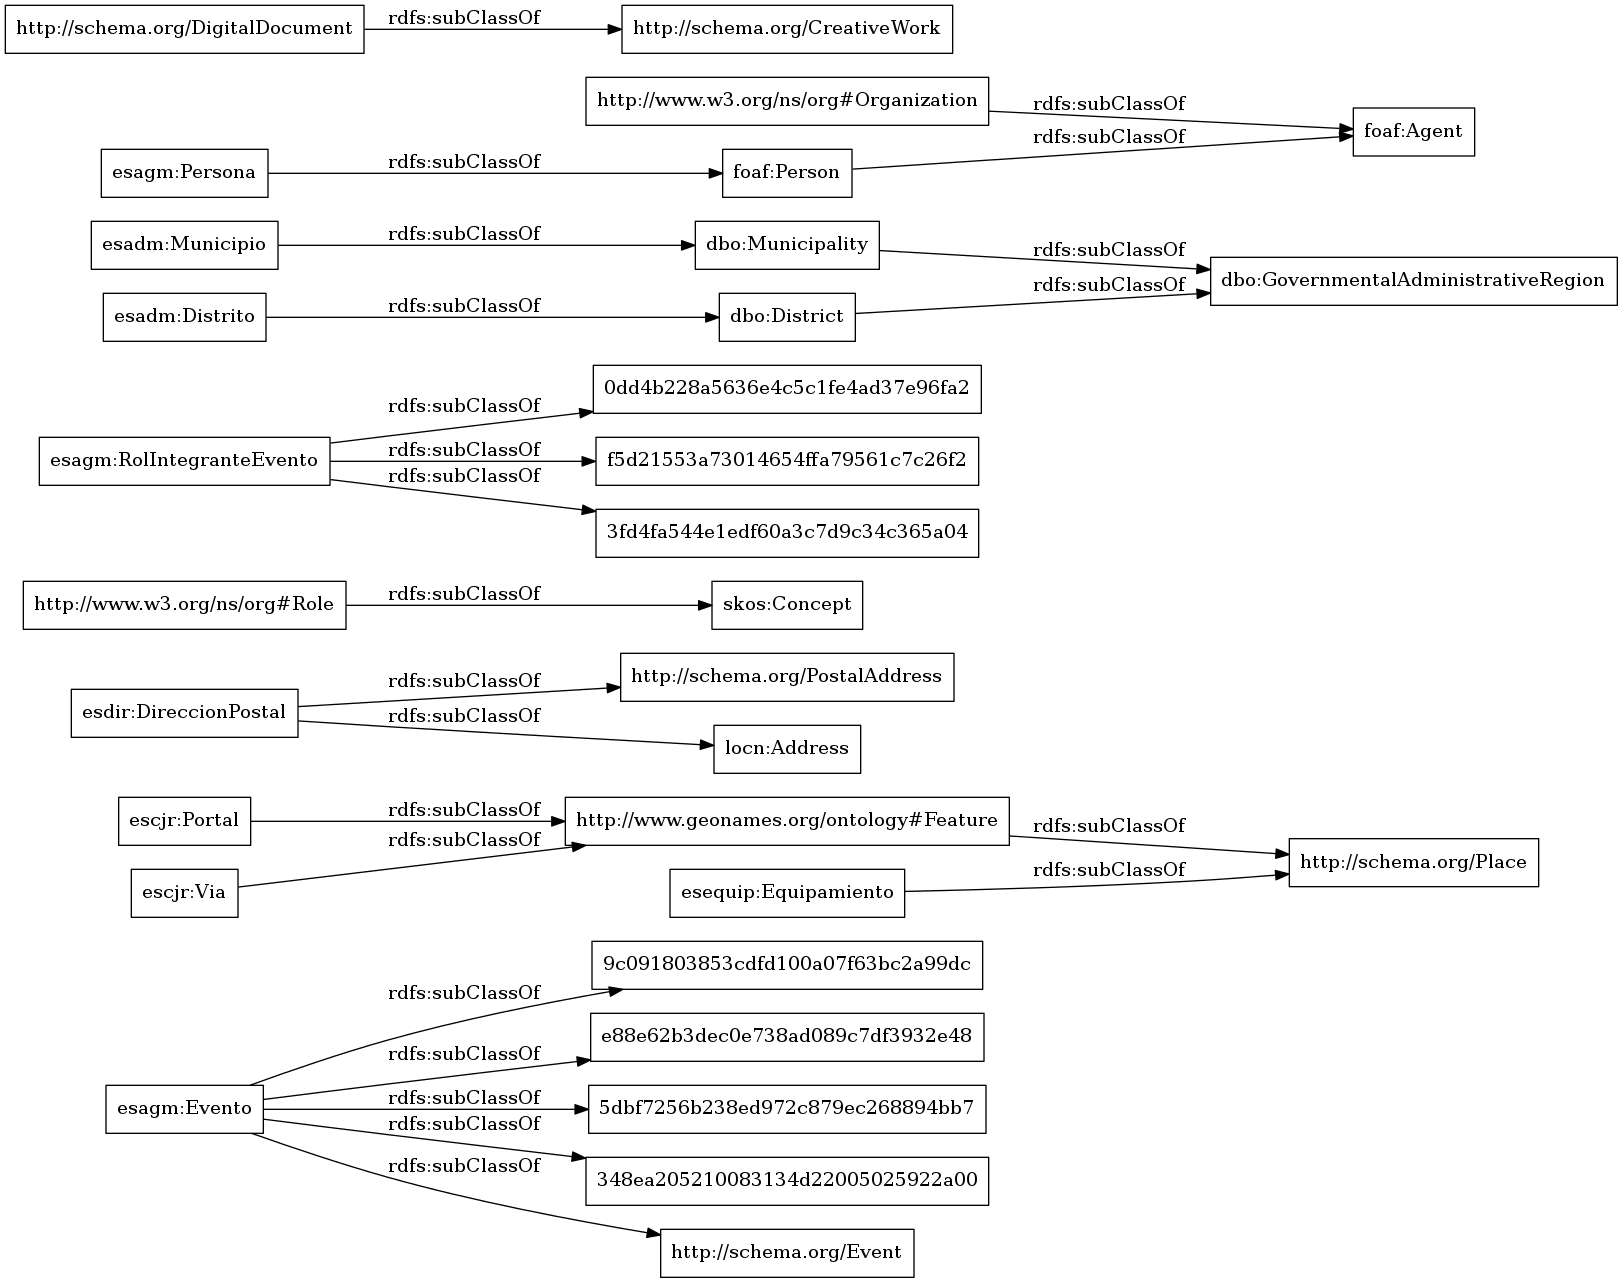 http://schema.org/DigitalDocument
rdfs:subClassOf
http://schema.org/CreativeWork
http://www.w3.org/ns/org#Organization
rdfs:subClassOf
foaf:Agent
esagm:Persona
rdfs:subClassOf
foaf:Person
rdfs:subClassOf
esadm:Municipio
rdfs:subClassOf
dbo:Municipality
rdfs:subClassOf
dbo:GovernmentalAdministrativeRegion
esadm:Distrito
rdfs:subClassOf
dbo:District
rdfs:subClassOf
esagm:RolIntegranteEvento
rdfs:subClassOf
0dd4b228a5636e4c5c1fe4ad37e96fa2
rdfs:subClassOf
f5d21553a73014654ffa79561c7c26f2
rdfs:subClassOf
3fd4fa544e1edf60a3c7d9c34c365a04
http://www.w3.org/ns/org#Role
rdfs:subClassOf
skos:Concept
esdir:DireccionPostal
rdfs:subClassOf
http://schema.org/PostalAddress
rdfs:subClassOf
locn:Address
escjr:Portal
rdfs:subClassOf
http://www.geonames.org/ontology#Feature
rdfs:subClassOf
http://schema.org/Place
escjr:Via
rdfs:subClassOf
esequip:Equipamiento
rdfs:subClassOf
esagm:Evento
rdfs:subClassOf
9c091803853cdfd100a07f63bc2a99dc
rdfs:subClassOf
e88e62b3dec0e738ad089c7df3932e48
rdfs:subClassOf
5dbf7256b238ed972c879ec268894bb7
rdfs:subClassOf
348ea205210083134d22005025922a00
rdfs:subClassOf
http://schema.org/Event